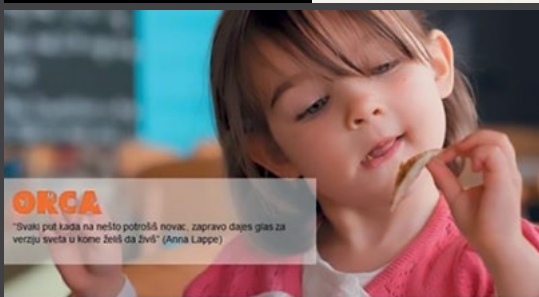 ORCA
"Svaki put kada na nešto potrošiš novac, zapravo daješ glas za
verziju sveta u kome želiš da živiš" (Anna Lappe)